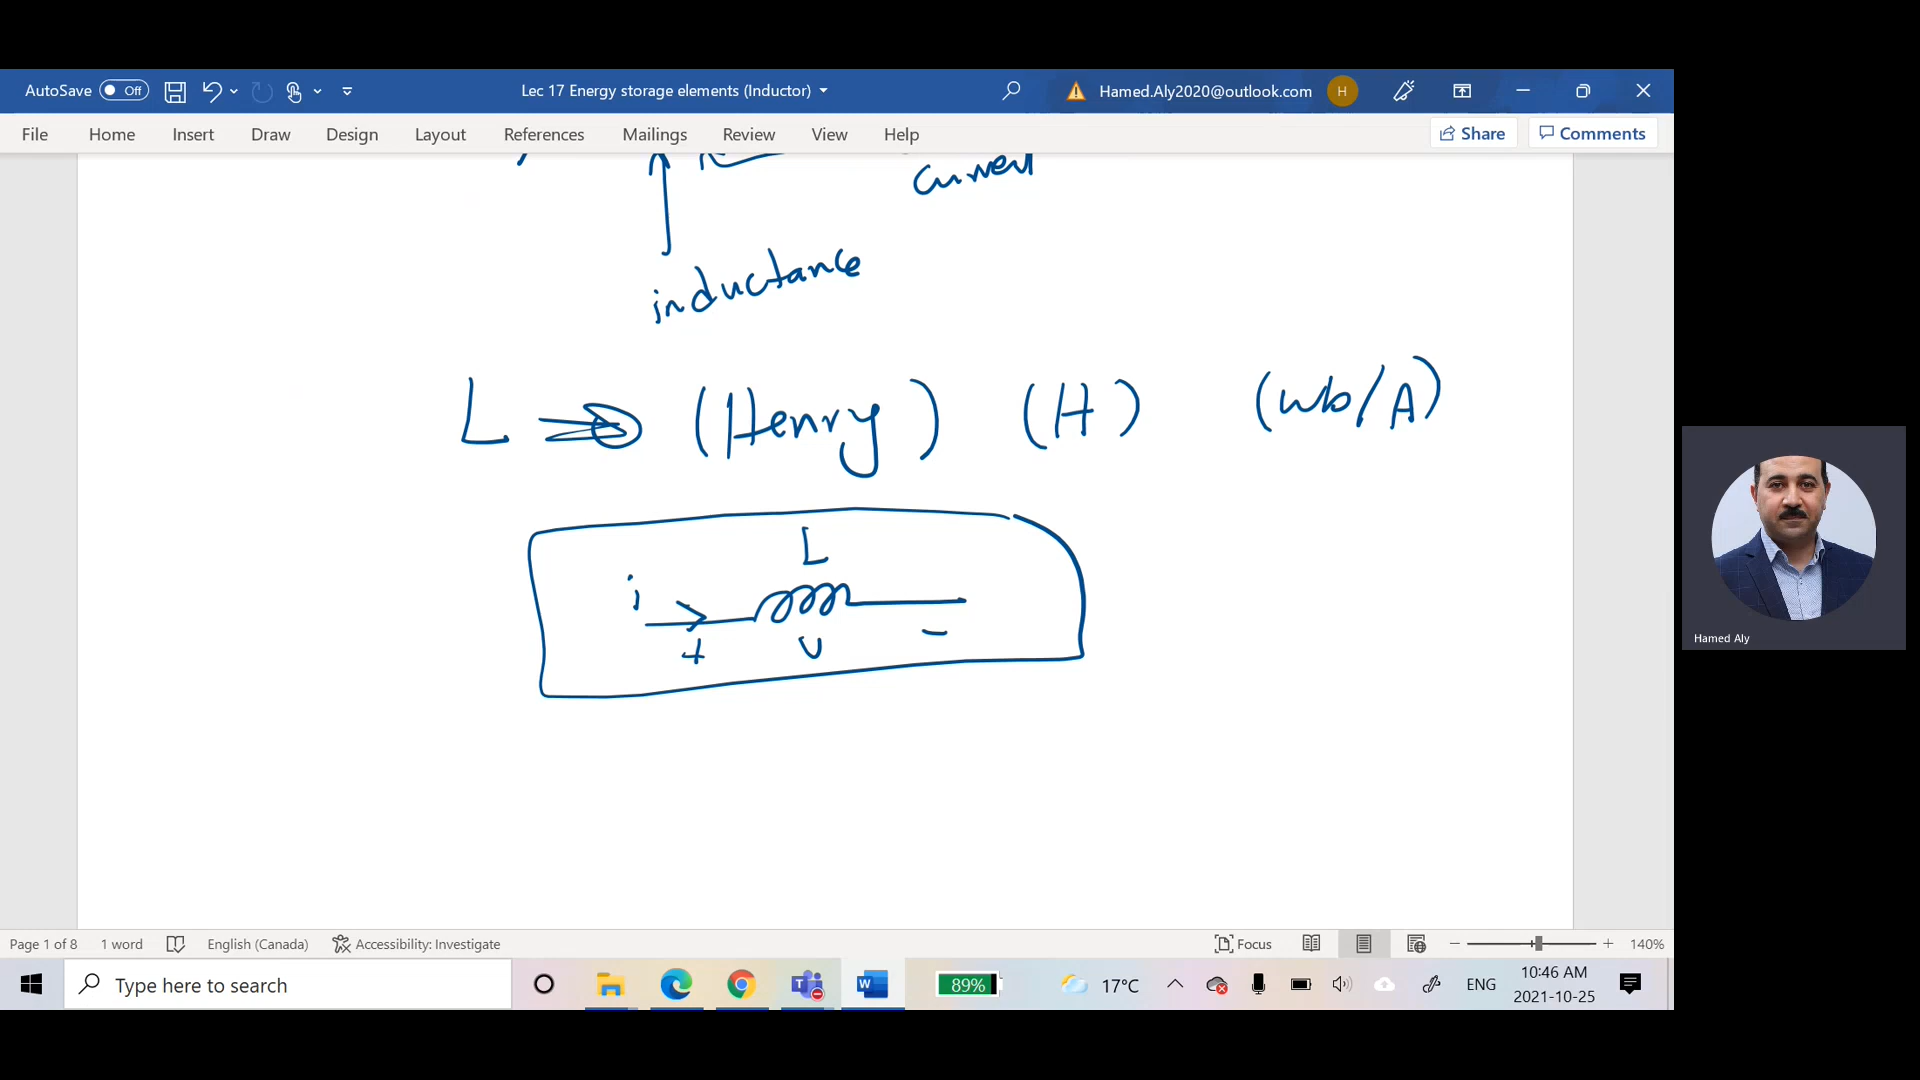 AutoSave Off Lec 17 Energy storage elements (Inductor) Hamed.Aly2020@outlook.com H
File Home Insert Draw Design Layout References Mailings Review View Help Share Comments
current
inductance
L (Henry) (H) (wb/A)
L
i
+ v -
Hamed Aly
Page 1 of 8 1 word English (Canada) Accessibility: Investigate Focus 140%
Type here to search 89% 17°C ENG 10:46 AM
2021-10-25